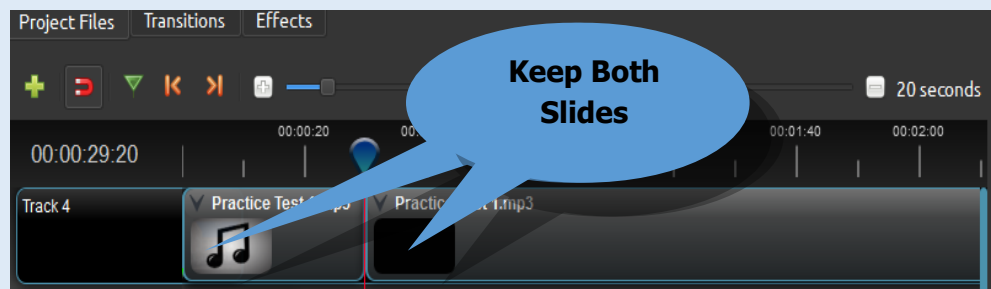 Project Files Transitions Effects
Keep Both
Slides
20 seconds
00:00:29:20
00:00:20
00:01:40
00:02:00
Track 4
Practice Test
Practice
1.mp3